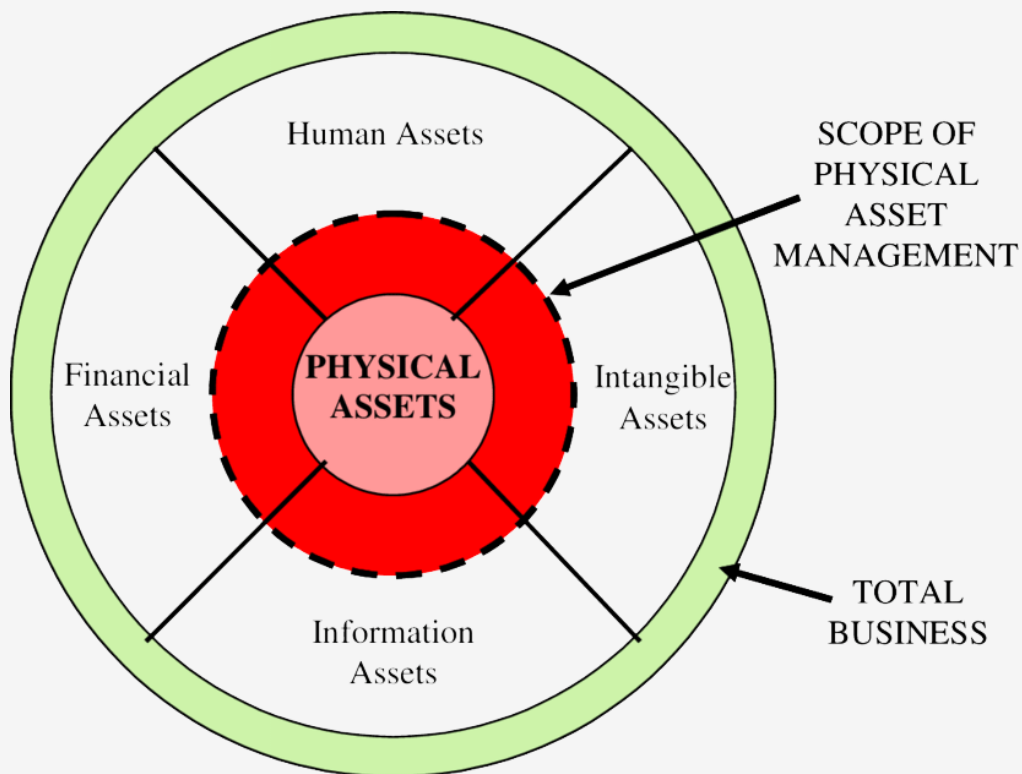 Human Assets
SCOPE OF
PHYSICAL
ASSET
MANAGEMENT
Financial
Assets
PHYSICAL
ASSETS
Intangible
Assets
Information
Assets
TOTAL
BUSINESS